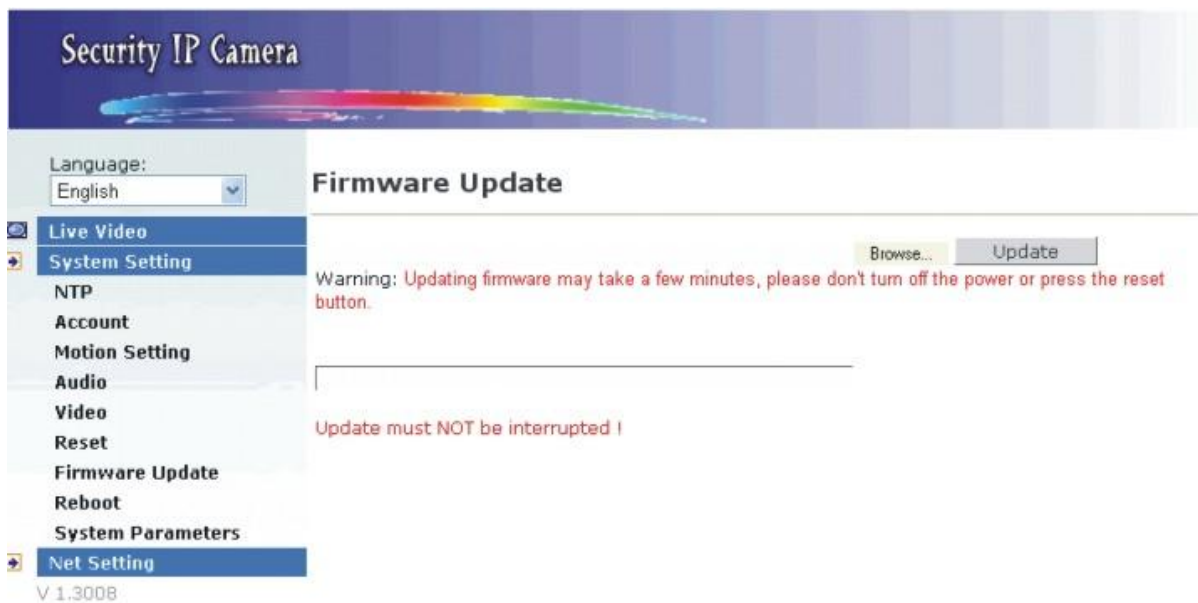 Security IP Camera
Language:
English
Live Video
System Setting
NTP
Account
Motion Setting
Audio
Video
Reset
Firmware Update
Reboot
System Parameters
Net Setting
V 1.3008
Firmware Update
Browse... Update
Warning: Updating firmware may take a few minutes, please don't turn off the power or press the reset
button.
Update must NOT be interrupted !